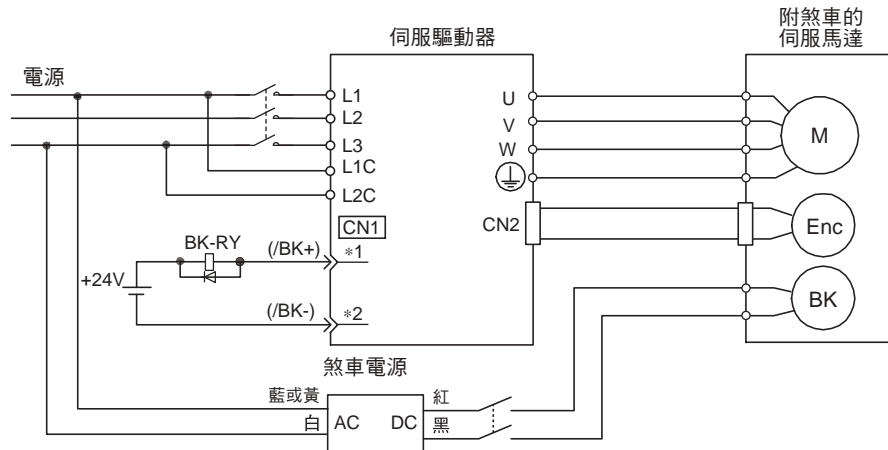 附煞車的
伺服馬達
伺服驅動器
電源
L1
L2
L3
L1C
L2C
U
V
W
M
CN1
CN2
Enc
BK-RY
(/BK+)
*1
+24V
(/BK-)
*2
BK
煞車電源
藍或黃
白
AC
DC
紅
黑